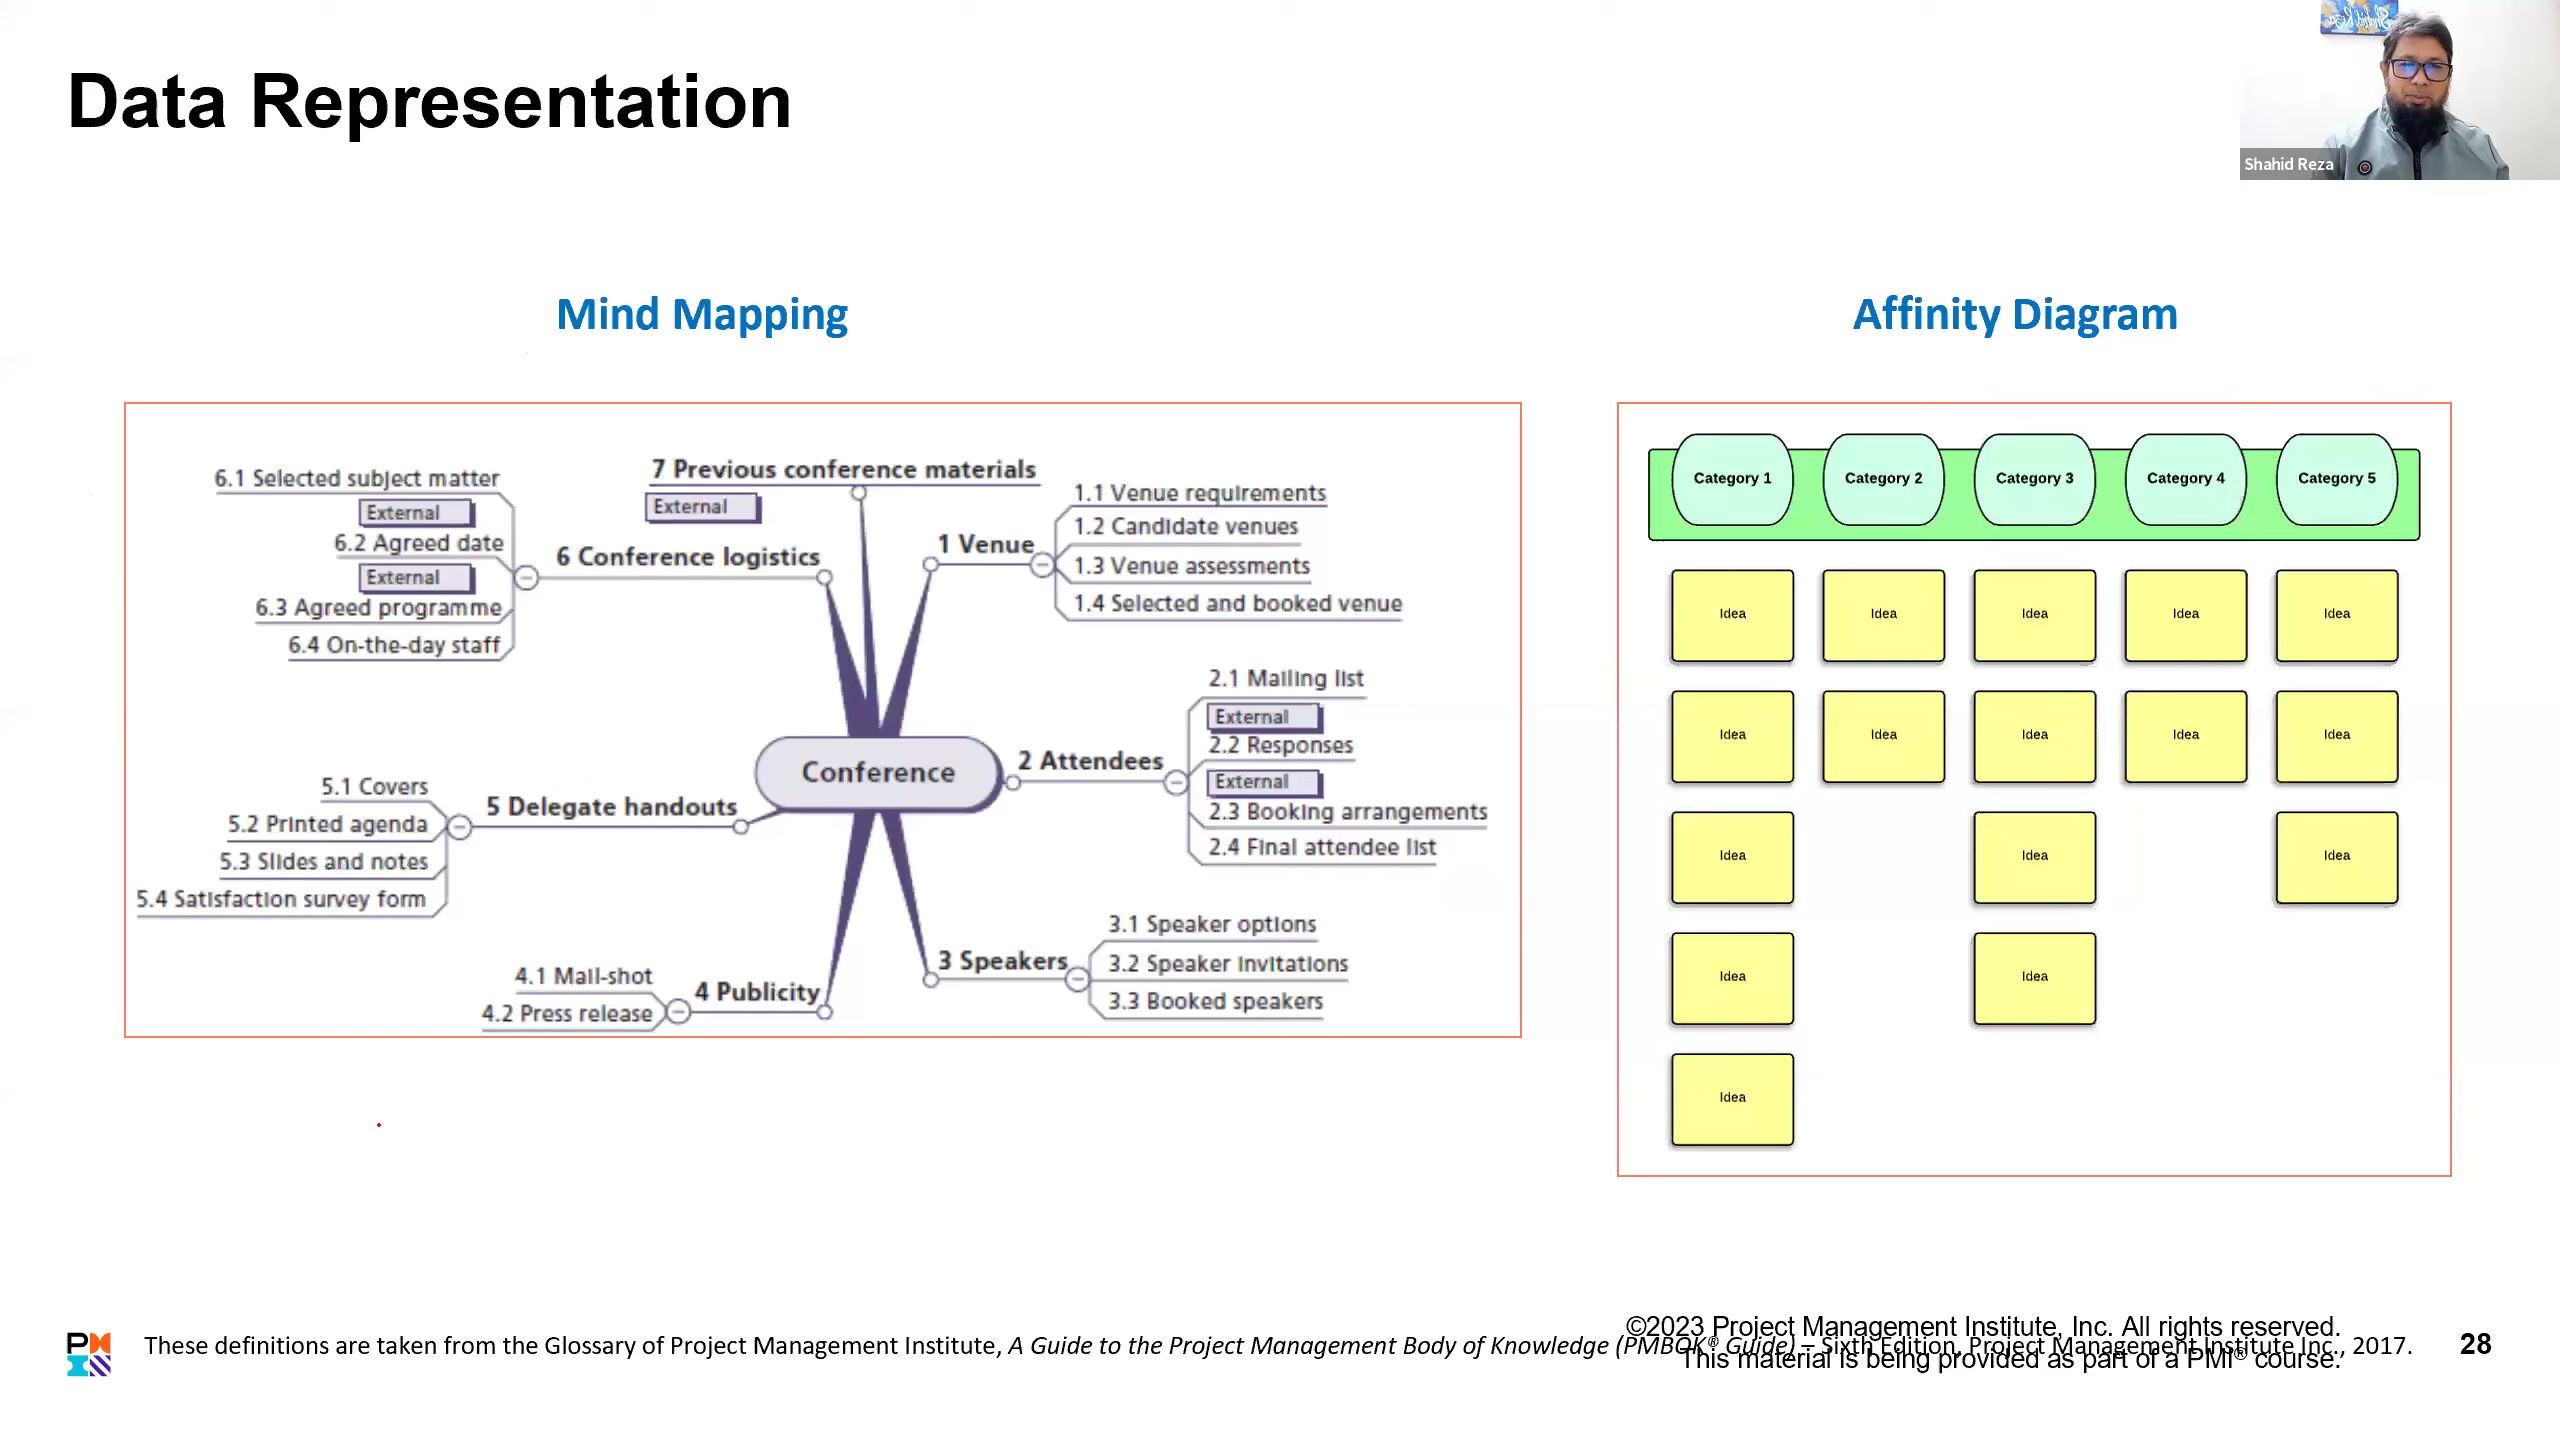 Data Representation
Shahid Reza
Mind Mapping
Affinity Diagram
7 Previous conference materials
External
6.1 Selected subject matter
External
6.2 Agreed date
External
6.3 Agreed programme
6.4 On-the-day staff
6 Conference logistics
1 Venue
1.1 Venue requirements
1.2 Candidate venues
1.3 Venue assessments
1.4 Selected and booked venue
Conference
2 Attendees
2.1 Mailing list
External
2.2 Responses
External
2.3 Booking arrangements
2.4 Final attendee list
5 Delegate handouts
5.1 Covers
5.2 Printed agenda
5.3 Slides and notes
5.4 Satisfaction survey form
3 Speakers
3.1 Speaker options
3.2 Speaker invitations
3.3 Booked speakers
4 Publicity
4.1 Mail-shot
4.2 Press release
Category 1 Category 2 Category 3 Category 4 Category 5
Idea Idea Idea Idea Idea
Idea Idea Idea Idea Idea
Idea Idea Idea
Idea Idea
Idea
©2023 Project Management Institute, Inc. All rights reserved.
These definitions are taken from the Glossary of Project Management Institute, A Guide to the Project Management Body of Knowledge (PMBOK® Guide) – Sixth Edition, Project Management Institute Inc., 2017.
This material is being provided as part of a PMI® course.
28